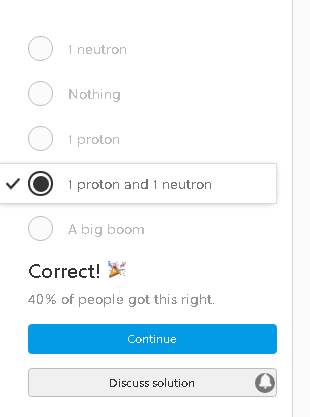 1 neutron
Nothing
1 proton
1 proton and 1 neutron
A big boom
Correct! 🎉
40% of people got this right.
Continue
Discuss solution